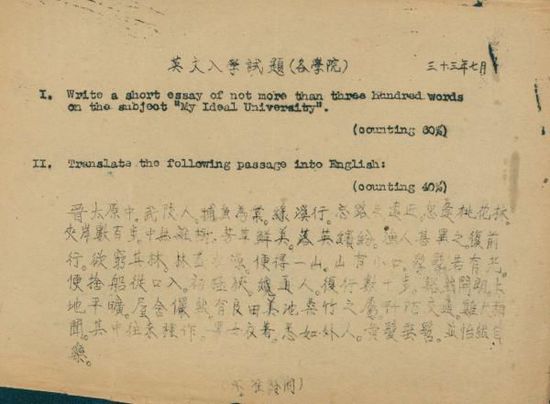 英文入學試題(各學院) 三十三年七月
I. Write a short essay of not more than three hundred words
on the subject "My Ideal University".
(counting 60%)
II. Translate the following passage into English:
(counting 40%)
晉太原中。武陵人。捕魚為業。緣溪行。忘路之遠近。忽逢桃花林。
夾岸數百步。中無雜樹。芳草鮮美。落英繽紛。漁人甚異之。復前
行。欲窮其林。林盡水源。便得一山。山有小口。髣髴若有光。
便捨船從口入。初極狹。纔通人。復行數十步。豁然開朗。土
地平曠。屋舍儼然。有良田美池桑竹之屬。阡陌交通。雞犬相
聞。其中往來種作。男女衣著。悉如外人。黃髮垂髫。並怡然自
樂。